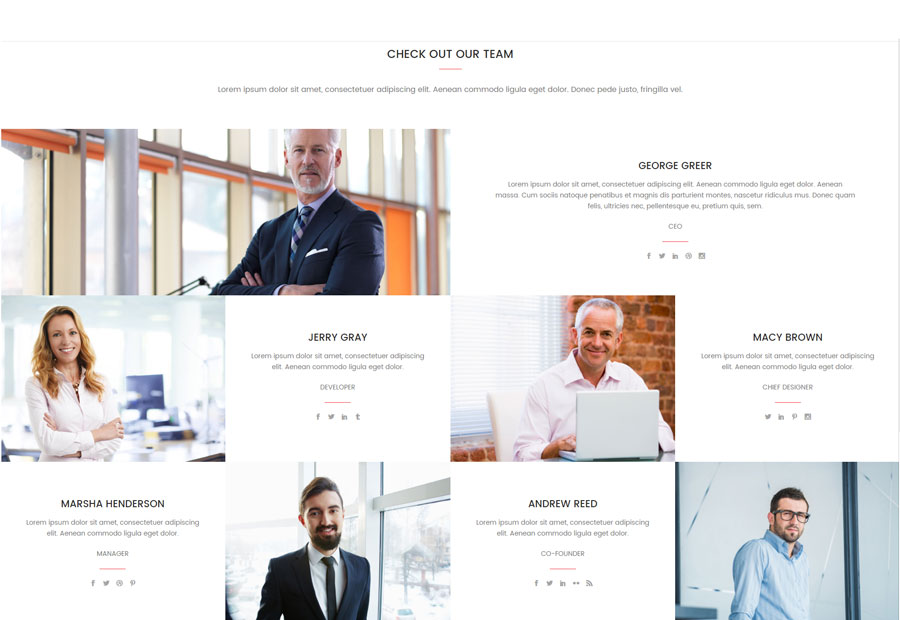 CHECK OUT OUR TEAM
Lorem ipsum dolor sit amet, consectetuer adipiscing elit. Aenean commodo ligula eget dolor. Donec pede justo, fringilla vel.
GEORGE GREER
Lorem ipsum dolor sit amet, consectetuer adipiscing elit. Aenean commodo ligula eget dolor. Aenean
massa. Cum sociis natoque penatibus et magnis dis parturient montes, nascetur ridiculus mus. Donec quam
felis, ultricies nec, pellentesque eu, pretium quis, sem.
CEO
JERRY GRAY
Lorem ipsum dolor sit amet, consectetuer adipiscing
elit. Aenean commodo ligula eget dolor.
DEVELOPER
MACY BROWN
Lorem ipsum dolor sit amet, consectetuer adipiscing
elit. Aenean commodo ligula eget dolor.
CHIEF DESIGNER
MARSHA HENDERSON
Lorem ipsum dolor sit amet, consectetuer adipiscing
elit. Aenean commodo ligula eget dolor.
MANAGER
ANDREW REED
Lorem ipsum dolor sit amet, consectetuer adipiscing
elit. Aenean commodo ligula eget dolor.
CO-FOUNDER